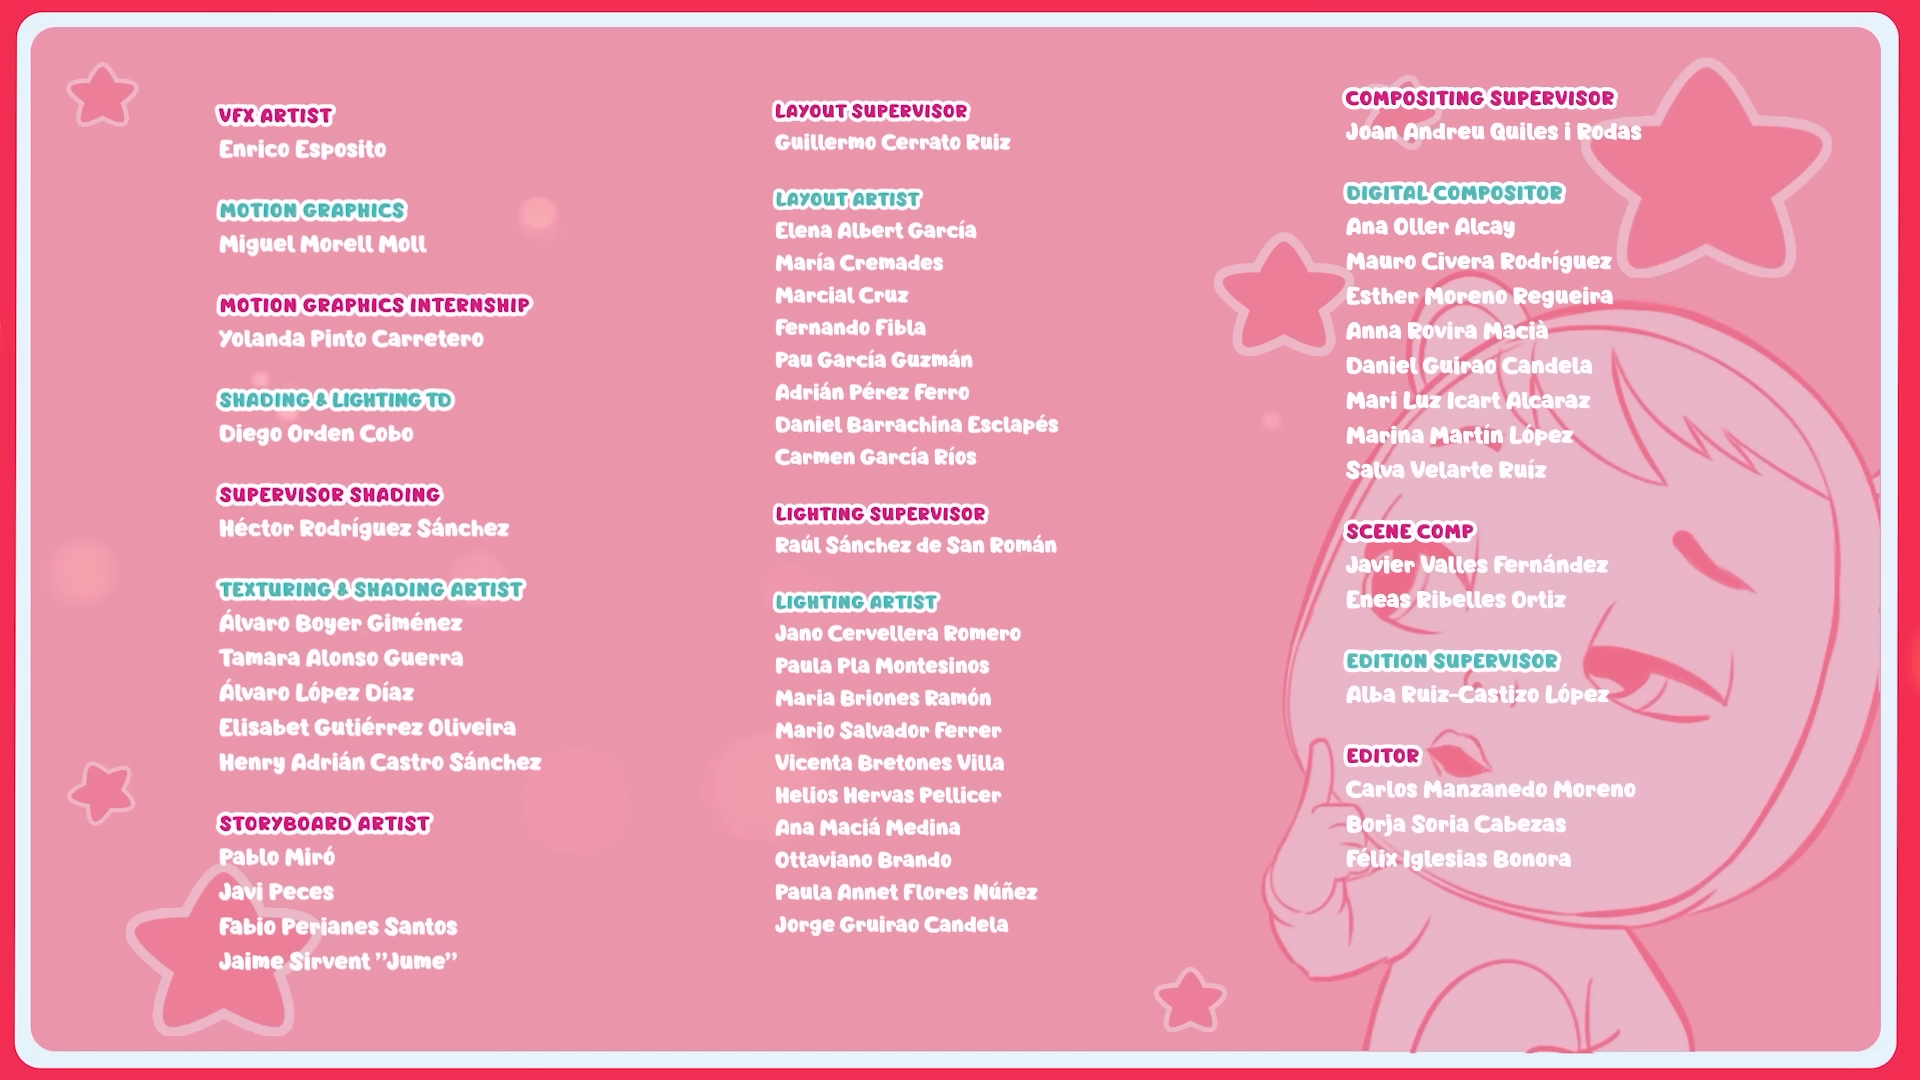 VFX ARTIST
Enrico Esposito
MOTION GRAPHICS
Miguel Morell Moll
MOTION GRAPHICS INTERNSHIP
Yolanda Pinto Carretero
SHADING & LIGHTING TD
Diego Orden Cobo
SUPERVISOR SHADING
Héctor Rodríguez Sánchez
TEXTURING & SHADING ARTIST
Álvaro Boyer Giménez
Tamara Alonso Guerra
Álvaro López Díaz
Elisabet Gutiérrez Oliveira
Henry Adrián Castro Sánchez
STORYBOARD ARTIST
Pablo Miró
Javi Peces
Fabio Perianes Santos
Jaime Sirvent "Jume"
LAYOUT SUPERVISOR
Guillermo Cerrato Ruiz
LAYOUT ARTIST
Elena Albert García
María Cremades
Marcial Cruz
Fernando Fibla
Pau García Guzmán
Adrián Pérez Ferro
Daniel Barrachina Esclapés
Carmen García Ríos
LIGHTING SUPERVISOR
Raúl Sánchez de San Román
LIGHTING ARTIST
Jano Cervellera Romero
Paula Pla Montesinos
Maria Briones Ramón
Mario Salvador Ferrer
Vicenta Bretones Villa
Helios Hervas Pellicer
Ana Maciá Medina
Ottaviano Brando
Paula Annet Flores Núñez
Jorge Gruirao Candela
COMPOSITING SUPERVISOR
Joan Andreu Quiles i Rodas
DIGITAL COMPOSITOR
Ana Oller Alcay
Mauro Civera Rodríguez
Esther Moreno Regueira
Anna Rovira Macià
Daniel Guirao Candela
Mari Luz Icart Alcaraz
Marina Martín López
Salva Velarte Ruíz
SCENE COMP
Javier Valles Fernández
Eneas Ribelles Ortiz
EDITION SUPERVISOR
Alba Ruiz-Castizo López
EDITOR
Carlos Manzanedo Moreno
Borja Soria Cabezas
Félix Iglesias Bonora